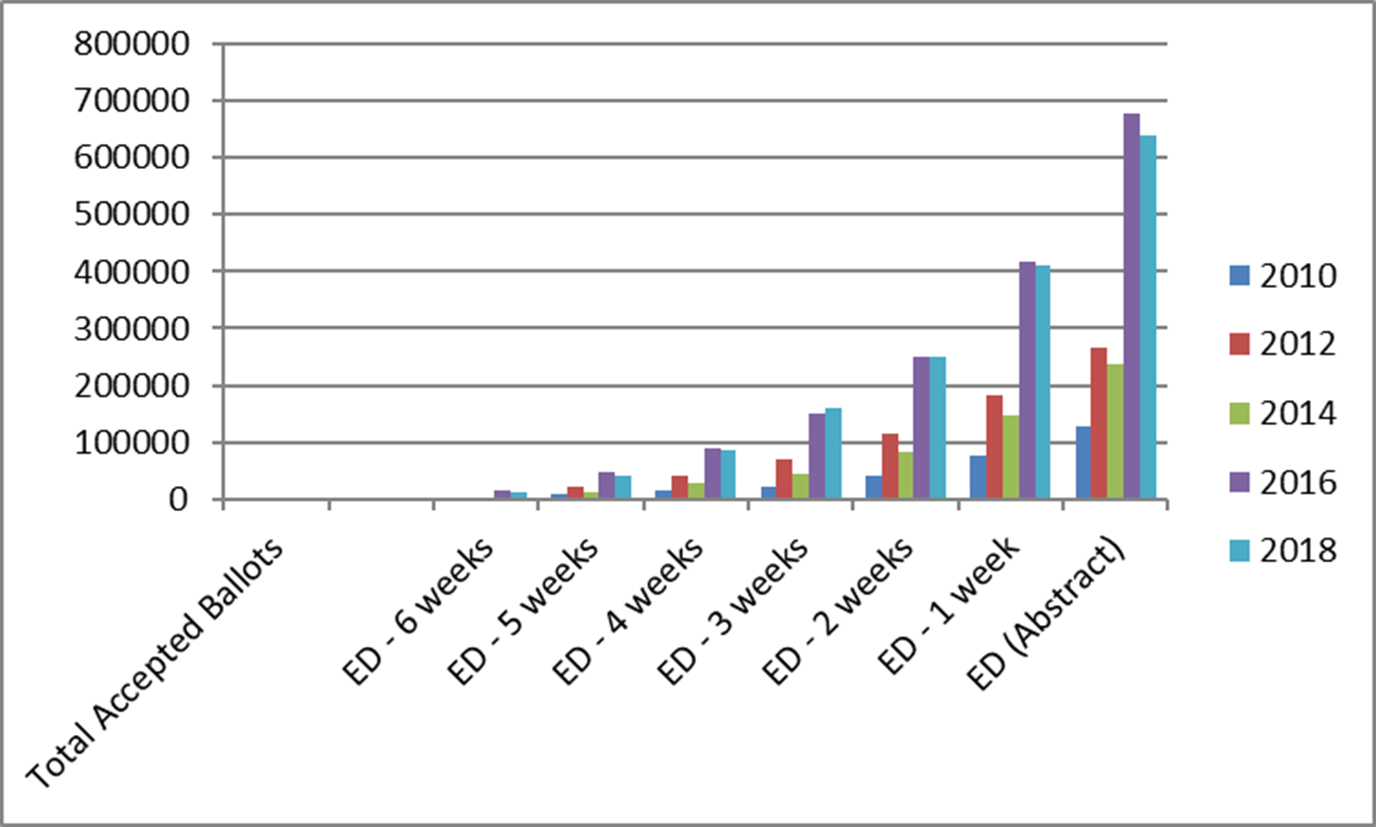 800000
700000
600000
500000
400000
300000
200000
100000
0
Total Accepted Ballots
ED - 6 weeks
ED - 5 weeks
ED - 4 weeks
ED - 3 weeks
ED - 2 weeks
ED - 1 week
ED (Abstract)
2010
2012
2014
2016
2018